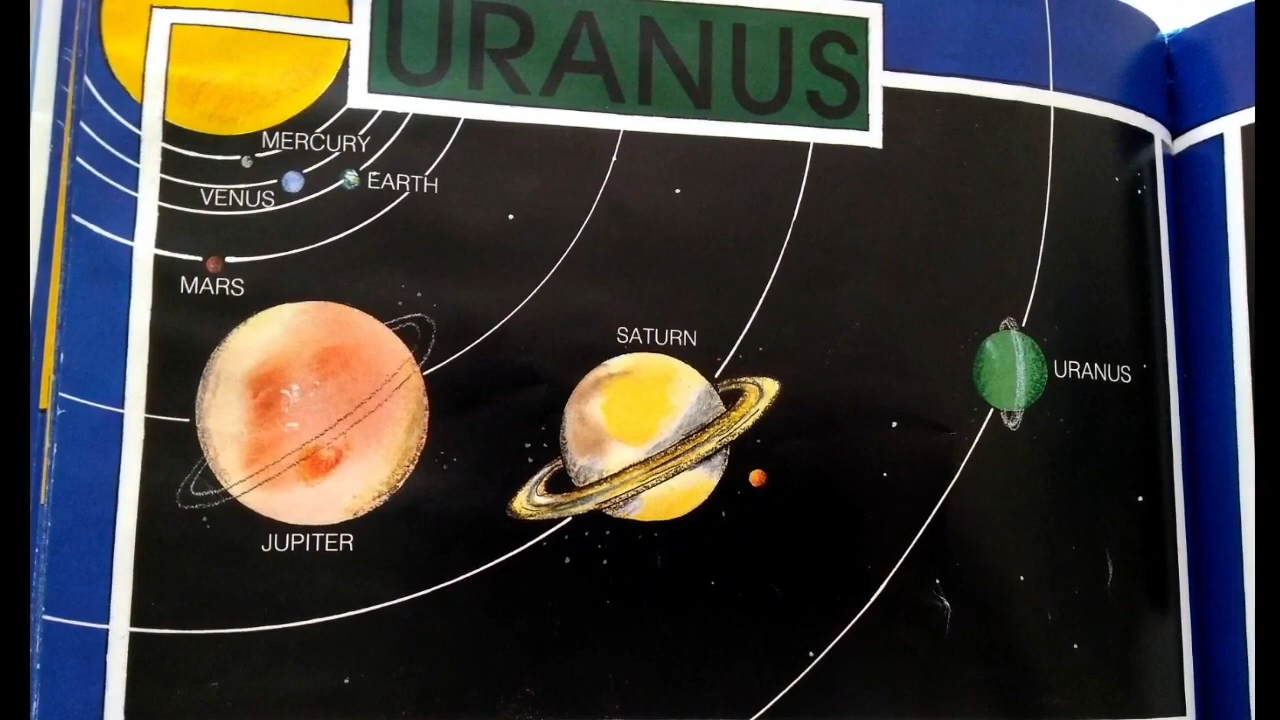 URANUS
MERCURY
VENUS
EARTH
MARS
SATURN
URANUS
JUPITER